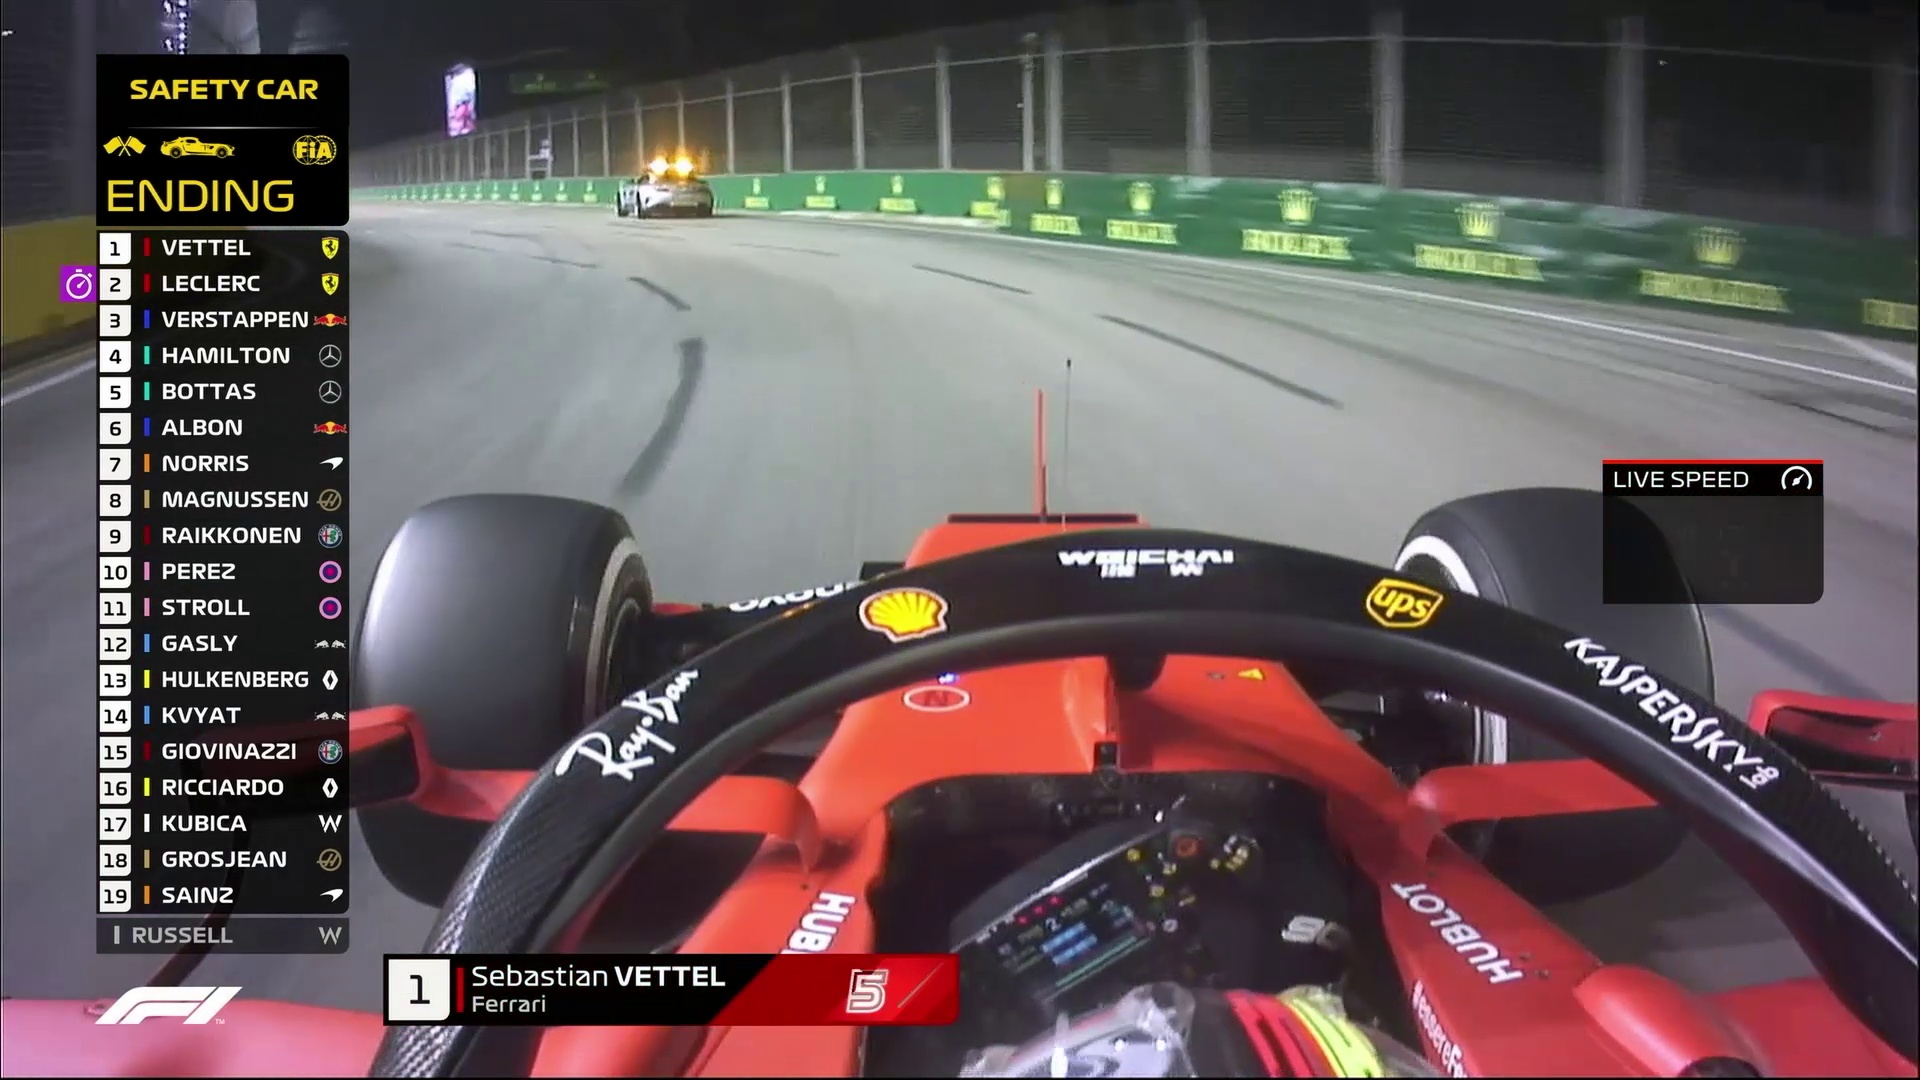 SAFETY CAR
FiA
ENDING
1 VETTEL
2 LECLERC
3 VERSTAPPEN
4 HAMILTON
5 BOTTAS
6 ALBON
7 NORRIS
8 MAGNUSSEN
9 RAIKKONEN
10 PEREZ
11 STROLL
12 GASLY
13 HULKENBERG
14 KVYAT
15 GIOVINAZZI
16 RICCIARDO
17 KUBICA
18 GROSJEAN
19 SAINZ
RUSSELL
LIVE SPEED
WEICHAI
ups
Ray-Ban
KASPERSKY
HUBLOT
HUBL
1 Sebastian VETTEL 5
Ferrari
F1